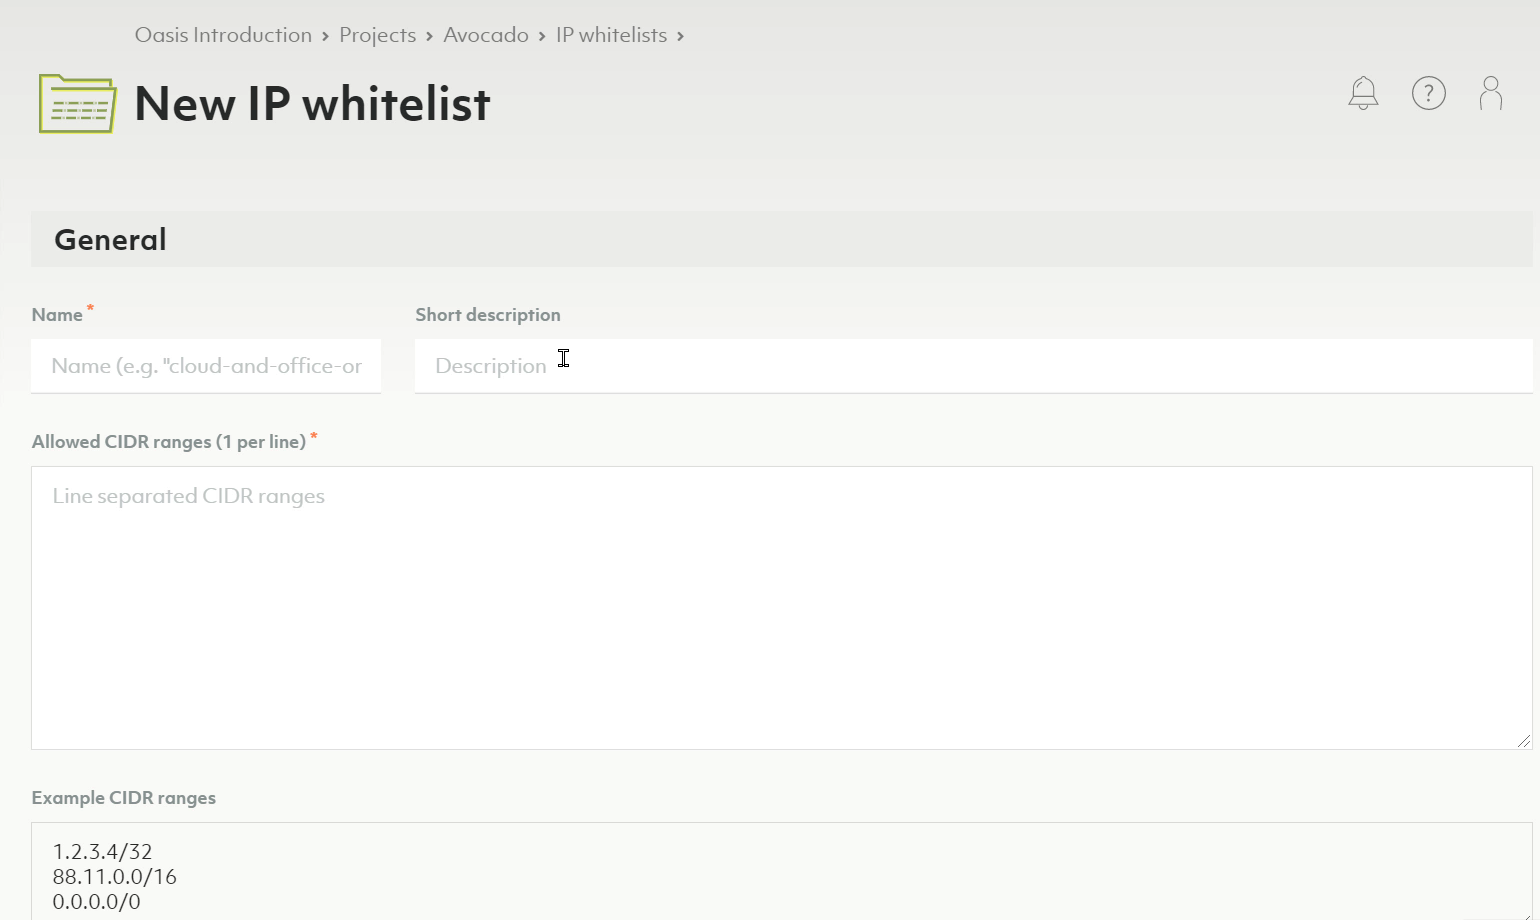 Oasis Introduction > Projects > Avocado > IP whitelists >
New IP whitelist
?
General
Name *
Short description
Name (e.g. "cloud-and-office-or
Description
Allowed CIDR ranges (1 per line) *
Line separated CIDR ranges
Example CIDR ranges
1.2.3.4/32
88.11.0.0/16
0.0.0.0/0